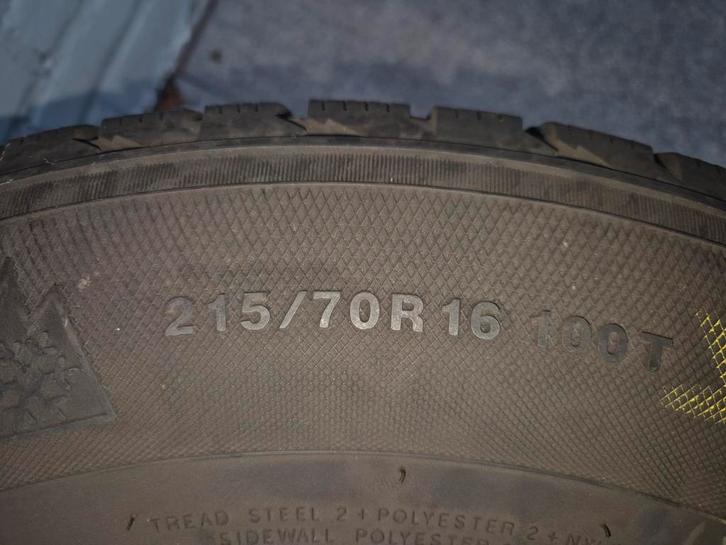 215/70R16 100T
TREAD STEEL 2 + POLYESTER 2 + NY
SIDEWALL POLYESTER